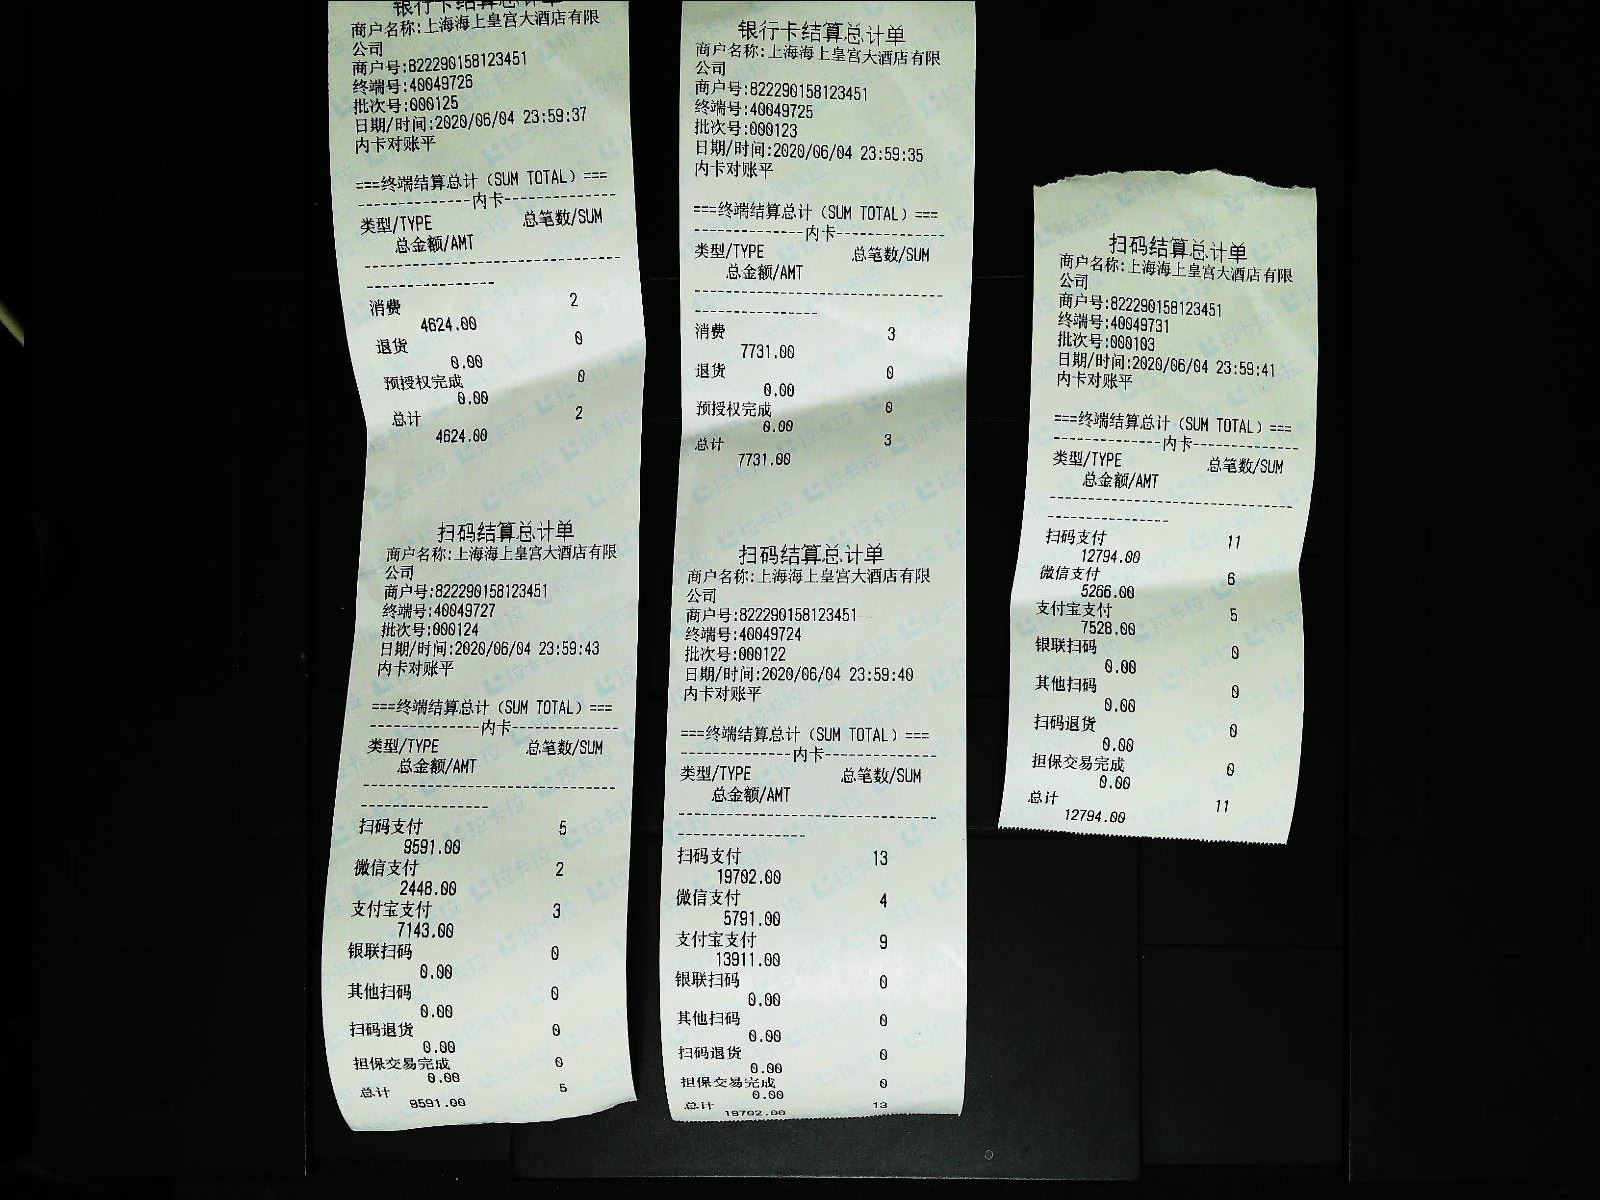 银行卡结算总计单
商户名称:上海海上皇宫大酒店有限
公司
商户号:822290158123451
终端号:40049726
批次号:000125
日期/时间:2020/06/04 23:59:37
内卡对账平
===终端结算总计(SUM TOTAL)===
---------------内卡---------------
类型/TYPE 总笔数/SUM
总金额/AMT
消费 2
4624.00
退货 0
0.00
预授权完成 0
0.00
总计 2
4624.00
扫码结算总计单
商户名称:上海海上皇宫大酒店有限
公司
商户号:822290158123451
终端号:40049727
批次号:000124
日期/时间:2020/06/04 23:59:43
内卡对账平
===终端结算总计(SUM TOTAL)===
---------------内卡---------------
类型/TYPE 总笔数/SUM
总金额/AMT
扫码支付 5
9591.00
微信支付 2
2448.00
支付宝支付 3
7143.00
银联扫码 0
0.00
其他扫码 0
0.00
扫码退货 0
0.00
担保交易完成 0
0.00
总计 5
9591.00
银行卡结算总计单
商户名称:上海海上皇宫大酒店有限
公司
商户号:822290158123451
终端号:40049725
批次号:000123
日期/时间:2020/06/04 23:59:35
内卡对账平
===终端结算总计(SUM TOTAL)===
---------------内卡---------------
类型/TYPE 总笔数/SUM
总金额/AMT
消费 3
7731.00
退货 0
0.00
预授权完成 0
0.00
总计 3
7731.00
扫码结算总计单
商户名称:上海海上皇宫大酒店有限
公司
商户号:822290158123451
终端号:40049724
批次号:000122
日期/时间:2020/06/04 23:59:40
内卡对账平
===终端结算总计(SUM TOTAL)===
---------------内卡---------------
类型/TYPE 总笔数/SUM
总金额/AMT
扫码支付 13
19702.00
微信支付 4
5791.00
支付宝支付 9
13911.00
银联扫码 0
0.00
其他扫码 0
0.00
扫码退货 0
0.00
担保交易完成 0
0.00
总计 13
19702.00
扫码结算总计单
商户名称:上海海上皇宫大酒店有限
公司
商户号:822290158123451
终端号:40049731
批次号:000103
日期/时间:2020/06/04 23:59:41
内卡对账平
===终端结算总计(SUM TOTAL)===
---------------内卡---------------
类型/TYPE 总笔数/SUM
总金额/AMT
扫码支付 11
12794.00
微信支付 6
5266.00
支付宝支付 5
7528.00
银联扫码 0
0.00
其他扫码 0
0.00
扫码退货 0
0.00
担保交易完成 0
0.00
总计 11
12794.00